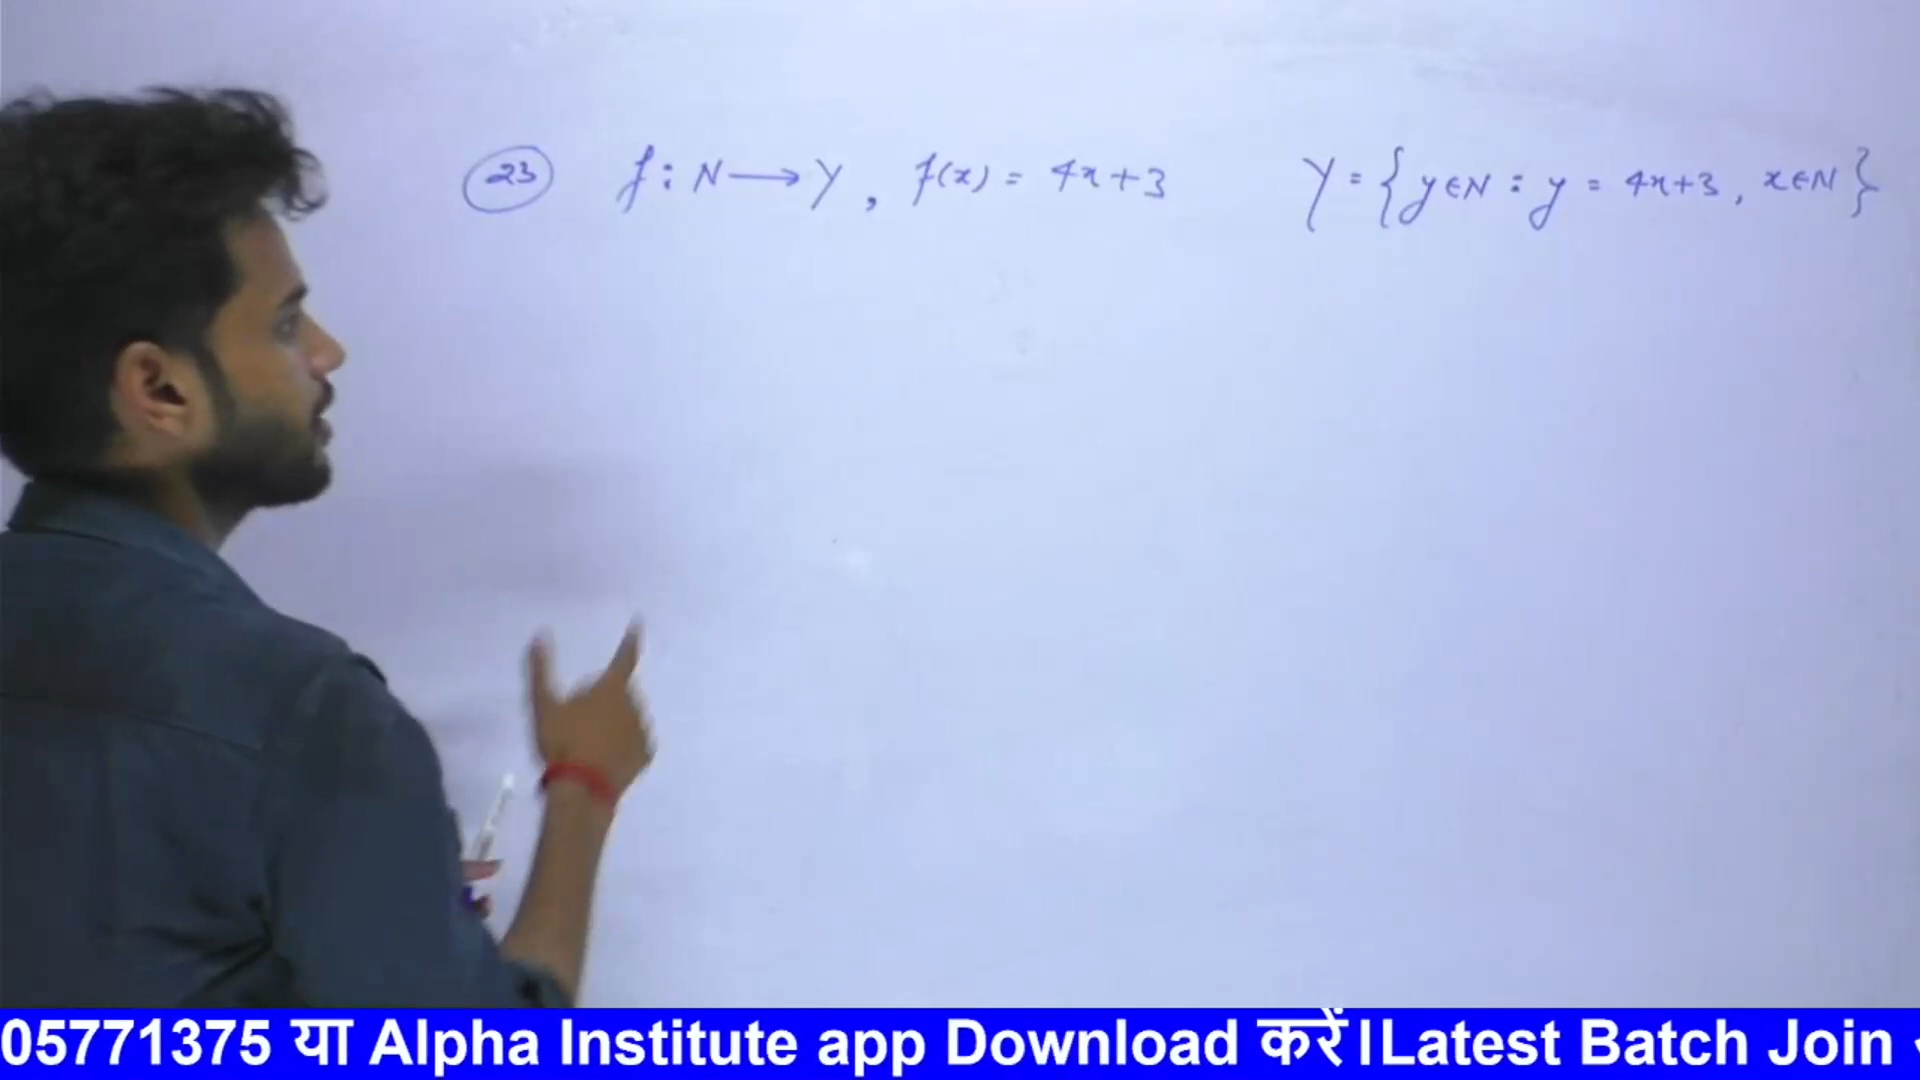 23 f : N → Y , f(x) = 4x+3 Y = { y∈N : y = 4x+3, x∈N }
05771375 या Alpha Institute app Download करें।Latest Batch Join